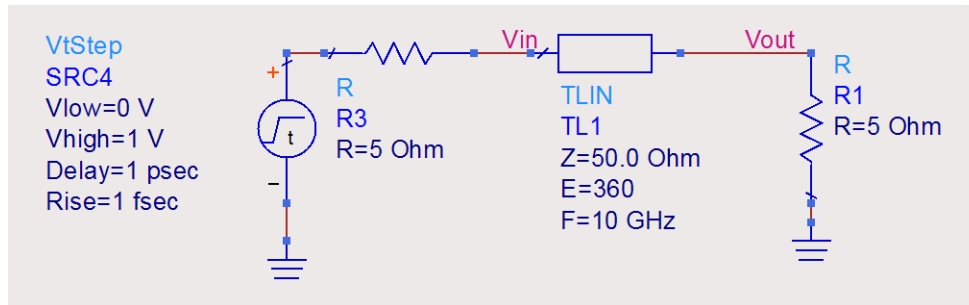 VtStep
SRC4
Vlow=0 V
Vhigh=1 V
Delay=1 psec
Rise=1 fsec
+
t
−
R
R3
R=5 Ohm
Vin
TLIN
TL1
Z=50.0 Ohm
E=360
F=10 GHz
Vout
R
R1
R=5 Ohm